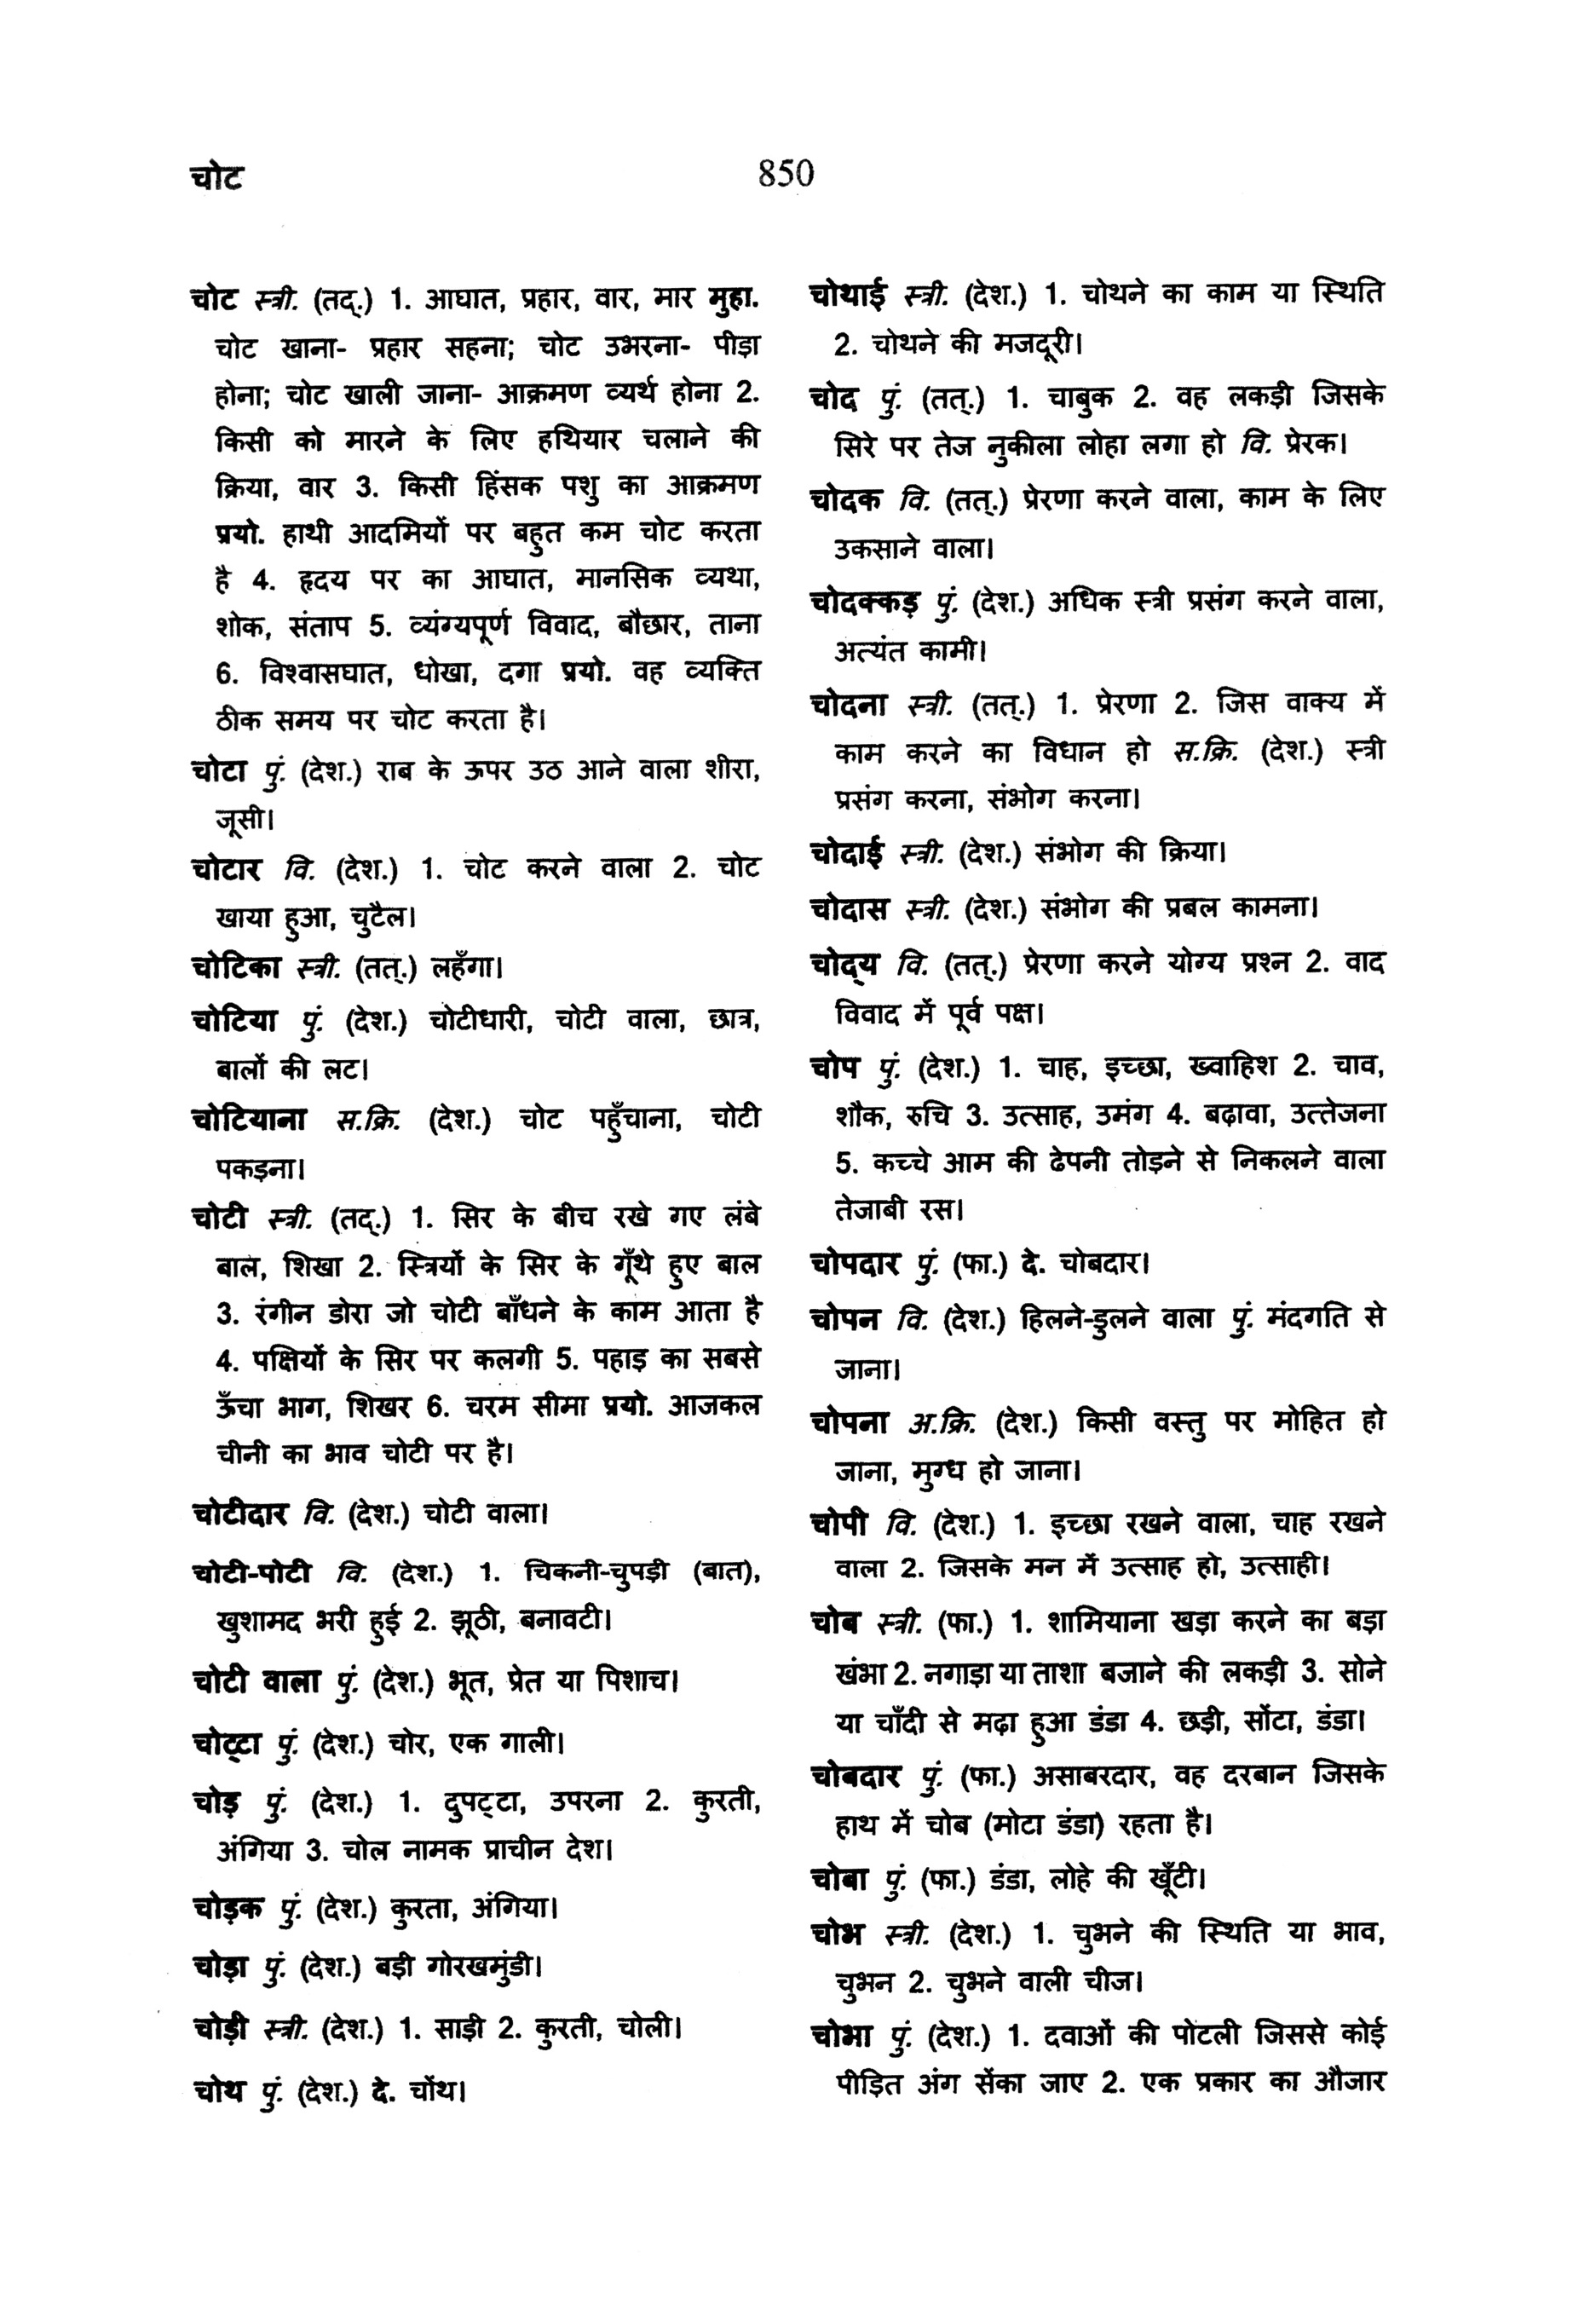 चोट
850
चोट स्त्री. (तद्.) 1. आघात, प्रहार, वार, मार मुहा.
चोट खाना- प्रहार सहना; चोट उभरना- पीड़ा
होना; चोट खाली जाना- आक्रमण व्यर्थ होना 2.
किसी को मारने के लिए हथियार चलाने की
क्रिया, वार 3. किसी हिंसक पशु का आक्रमण
प्रयो. हाथी आदमियों पर बहुत कम चोट करता
है 4. हृदय पर का आघात, मानसिक व्यथा,
शोक, संताप 5. व्यंग्यपूर्ण विवाद, बौछार, ताना
6. विश्वासघात, धोखा, दगा प्रयो. वह व्यक्ति
ठीक समय पर चोट करता है।
चोटा पुं. (देश.) राब के ऊपर उठ आने वाला शीरा,
जूसी।
चोटार वि. (देश.) 1. चोट करने वाला 2. चोट
खाया हुआ, चुटैल।
चोटिका स्त्री. (तत्.) लहँगा।
चोटिया पुं. (देश.) चोटीधारी, चोटी वाला, छात्र,
बालों की लट।
चोटियाना स.क्रि. (देश.) चोट पहुँचाना, चोटी
पकड़ना।
चोटी स्त्री. (तद्.) 1. सिर के बीच रखे गए लंबे
बाल, शिखा 2. स्त्रियों के सिर के गूँथे हुए बाल
3. रंगीन डोरा जो चोटी बाँधने के काम आता है
4. पक्षियों के सिर पर कलगी 5. पहाड़ का सबसे
ऊँचा भाग, शिखर 6. चरम सीमा प्रयो. आजकल
चीनी का भाव चोटी पर है।
चोटीदार वि. (देश.) चोटी वाला।
चोटी-पोटी वि. (देश.) 1. चिकनी-चुपड़ी (बात),
खुशामद भरी हुई 2. झूठी, बनावटी।
चोटी वाला पुं. (देश.) भूत, प्रेत या पिशाच।
चोट्‌टा पुं. (देश.) चोर, एक गाली।
चोड़ पुं. (देश.) 1. दुपट्‌टा, उपरना 2. कुरती,
अंगिया 3. चोल नामक प्राचीन देश।
चोड़क पुं. (देश.) कुरता, अंगिया।
चोड़ा पुं. (देश.) बड़ी गोरखमुंडी।
चोड़ी स्त्री. (देश.) 1. साड़ी 2. कुरती, चोली।
चोथ पुं. (देश.) दे. चोंथ।
चोथाई स्त्री. (देश.) 1. चोथने का काम या स्थिति
2. चोथने की मजदूरी।
चोद पुं. (तत्.) 1. चाबुक 2. वह लकड़ी जिसके
सिरे पर तेज नुकीला लोहा लगा हो वि. प्रेरक।
चोदक वि. (तत्.) प्रेरणा करने वाला, काम के लिए
उकसाने वाला।
चोदक्कड़ पुं. (देश.) अधिक स्त्री प्रसंग करने वाला,
अत्यंत कामी।
चोदना स्त्री. (तत्.) 1. प्रेरणा 2. जिस वाक्य में
काम करने का विधान हो स.क्रि. (देश.) स्त्री
प्रसंग करना, संभोग करना।
चोदाई स्त्री. (देश.) संभोग की क्रिया।
चोदास स्त्री. (देश.) संभोग की प्रबल कामना।
चोद्‌य वि. (तत्.) प्रेरणा करने योग्य प्रश्न 2. वाद
विवाद में पूर्व पक्ष।
चोप पुं. (देश.) 1. चाह, इच्छा, ख्वाहिश 2. चाव,
शौक, रुचि 3. उत्साह, उमंग 4. बढ़ावा, उत्तेजना
5. कच्चे आम की ढेपनी तोड़ने से निकलने वाला
तेजाबी रस।
चोपदार पुं. (फा.) दे. चोबदार।
चोपन वि. (देश.) हिलने-डुलने वाला पुं. मंदगति से
जाना।
चोपना अ.क्रि. (देश.) किसी वस्तु पर मोहित हो
जाना, मुग्ध हो जाना।
चोपी वि. (देश.) 1. इच्छा रखने वाला, चाह रखने
वाला 2. जिसके मन में उत्साह हो, उत्साही।
चोब स्त्री. (फा.) 1. शामियाना खड़ा करने का बड़ा
खंभा 2. नगाड़ा या ताशा बजाने की लकड़ी 3. सोने
या चाँदी से मढ़ा हुआ डंडा 4. छड़ी, सोंटा, डंडा।
चोबदार पुं. (फा.) असाबरदार, वह दरबान जिसके
हाथ में चोब (मोटा डंडा) रहता है।
चोबा पुं. (फा.) डंडा, लोहे की खूँटी।
चोभ स्त्री. (देश.) 1. चुभने की स्थिति या भाव,
चुभन 2. चुभने वाली चीज।
चोभा पुं. (देश.) 1. दवाओं की पोटली जिससे कोई
पीड़ित अंग सेंका जाए 2. एक प्रकार का औजार